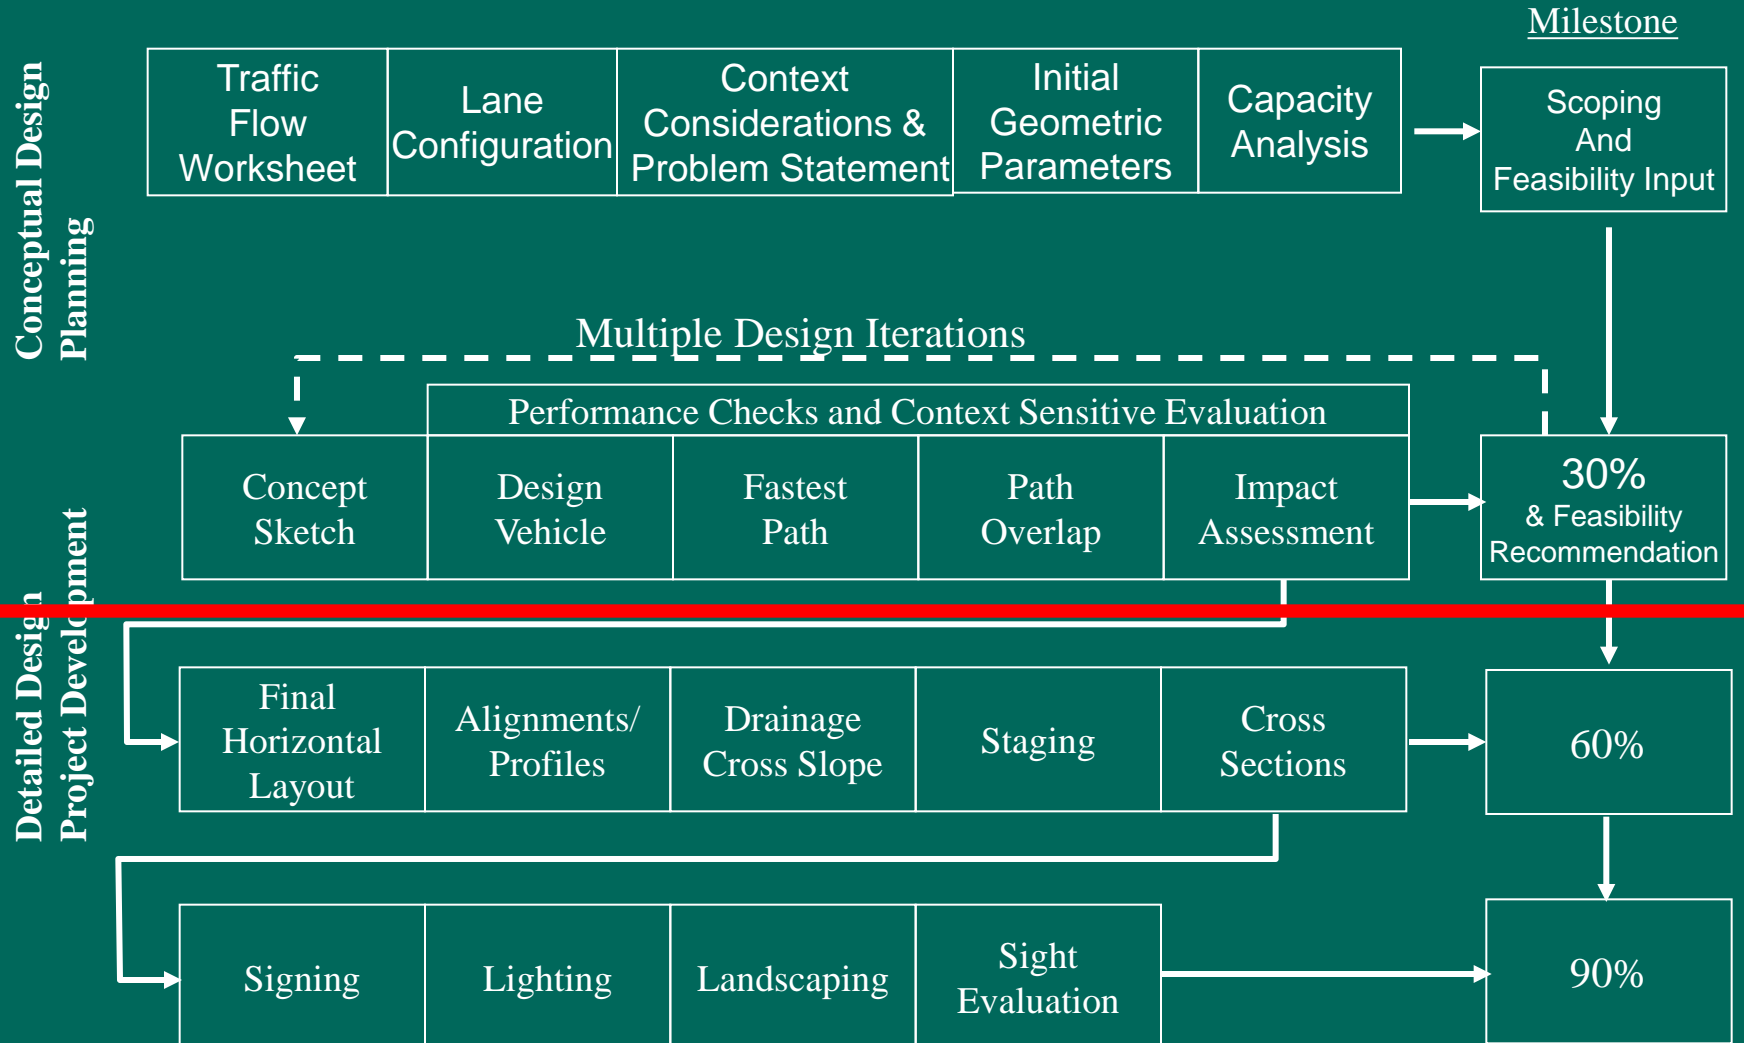 Milestone
Conceptual Design
Planning
Traffic
Flow
Worksheet
Lane
Configuration
Context
Considerations &
Problem Statement
Initial
Geometric
Parameters
Capacity
Analysis
Scoping
And
Feasibility Input
Multiple Design Iterations
Performance Checks and Context Sensitive Evaluation
Concept
Sketch
Design
Vehicle
Fastest
Path
Path
Overlap
Impact
Assessment
30%
& Feasibility
Recommendation
Detailed Design
Project Development
Final
Horizontal
Layout
Alignments/
Profiles
Drainage
Cross Slope
Staging
Cross
Sections
60%
Signing
Lighting
Landscaping
Sight
Evaluation
90%